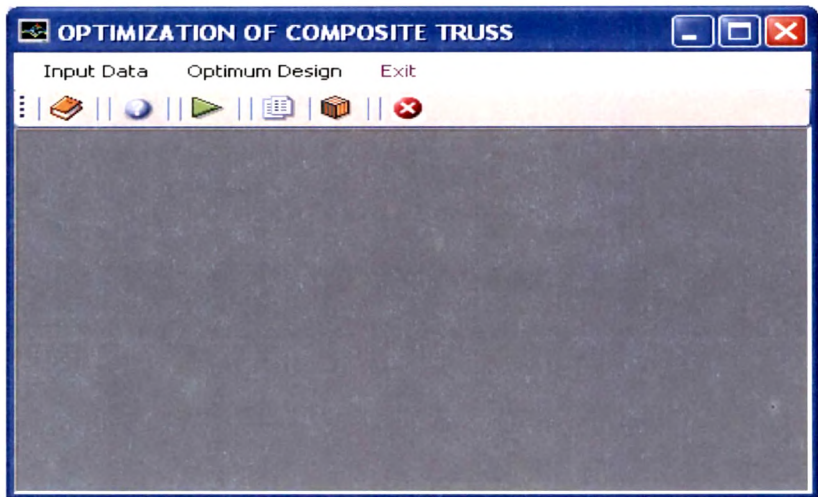 OPTIMIZATION OF COMPOSITE TRUSS
Input Data Optimum Design Exit